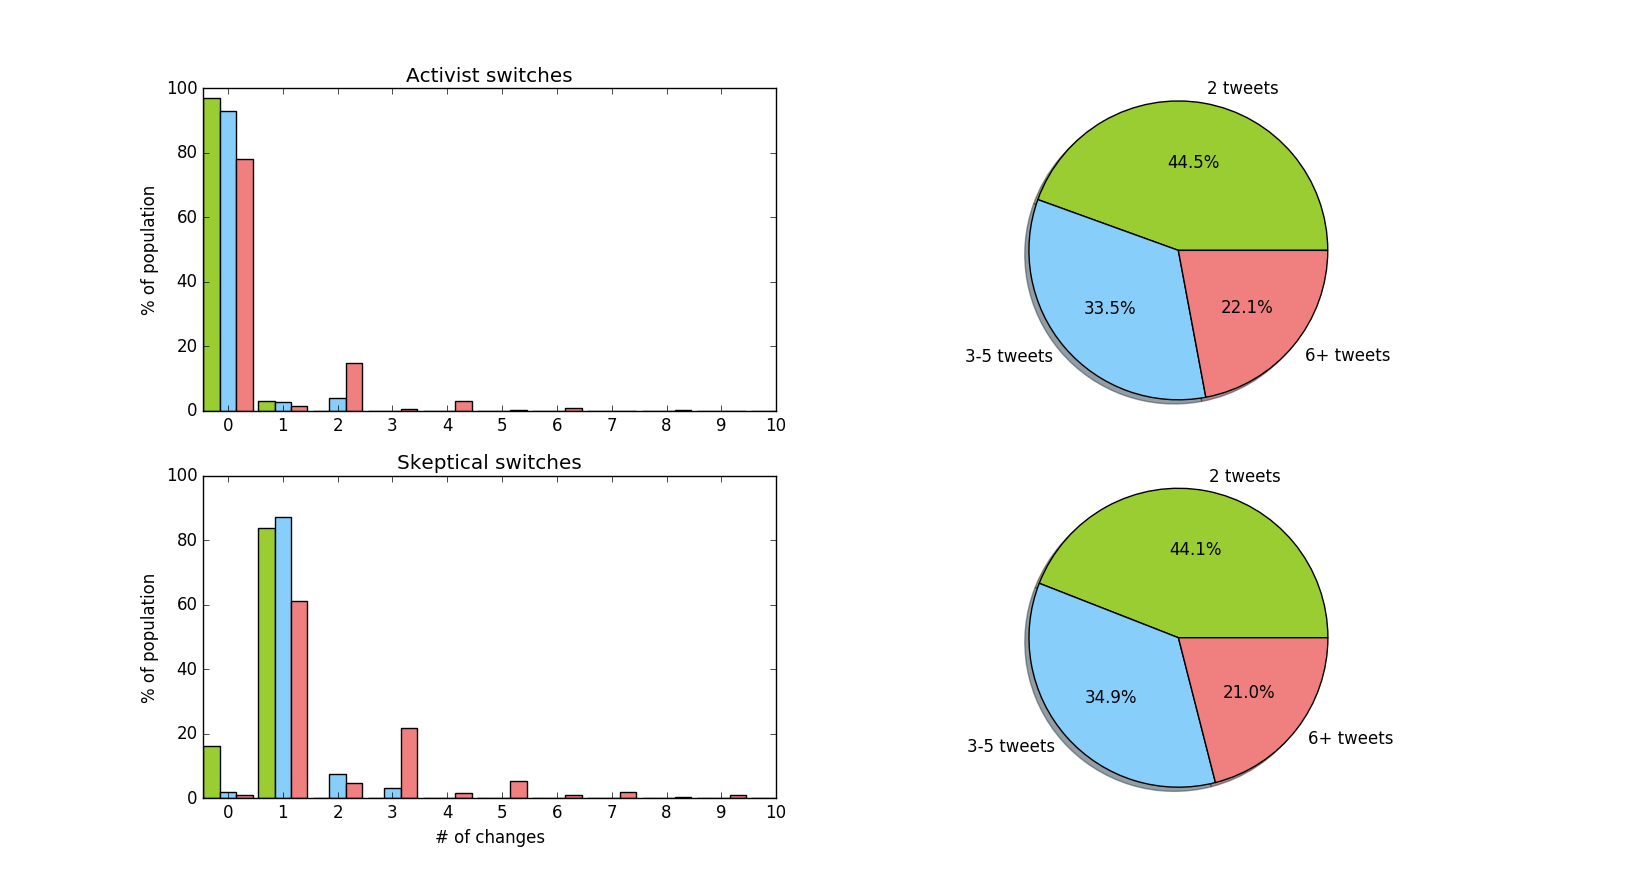 Activist switches
100
80
60
40
20
0
% of population
0 1 2 3 4 5 6 7 8 9 10
2 tweets
44.5%
33.5%
22.1%
3-5 tweets
6+ tweets
Skeptical switches
100
80
60
40
20
0
% of population
0 1 2 3 4 5 6 7 8 9 10
# of changes
2 tweets
44.1%
34.9%
21.0%
3-5 tweets
6+ tweets